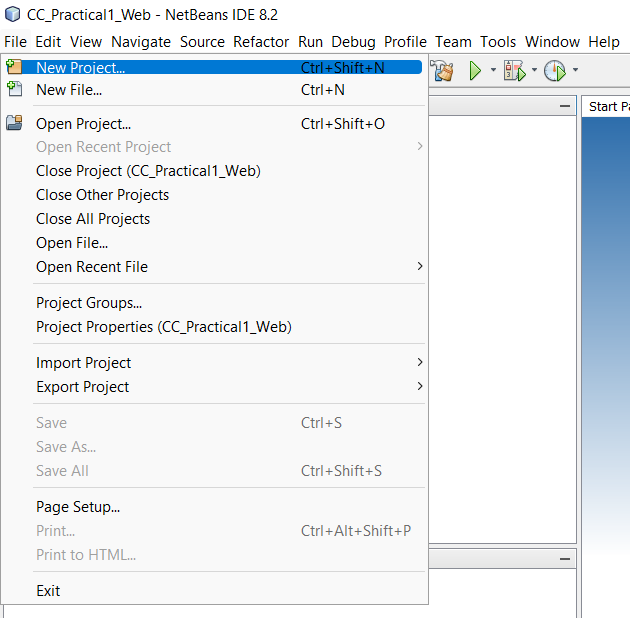 CC_Practical1_Web - NetBeans IDE 8.2
File Edit View Navigate Source Refactor Run Debug Profile Team Tools Window Help
New Project... Ctrl+Shift+N
New File... Ctrl+N
Start Pa
Open Project... Ctrl+Shift+O
Open Recent Project
Close Project (CC_Practical1_Web)
Close Other Projects
Close All Projects
Open File...
Open Recent File
Project Groups...
Project Properties (CC_Practical1_Web)
Import Project
Export Project
Save Ctrl+S
Save As...
Save All Ctrl+Shift+S
Page Setup...
Print... Ctrl+Alt+Shift+P
Print to HTML...
Exit